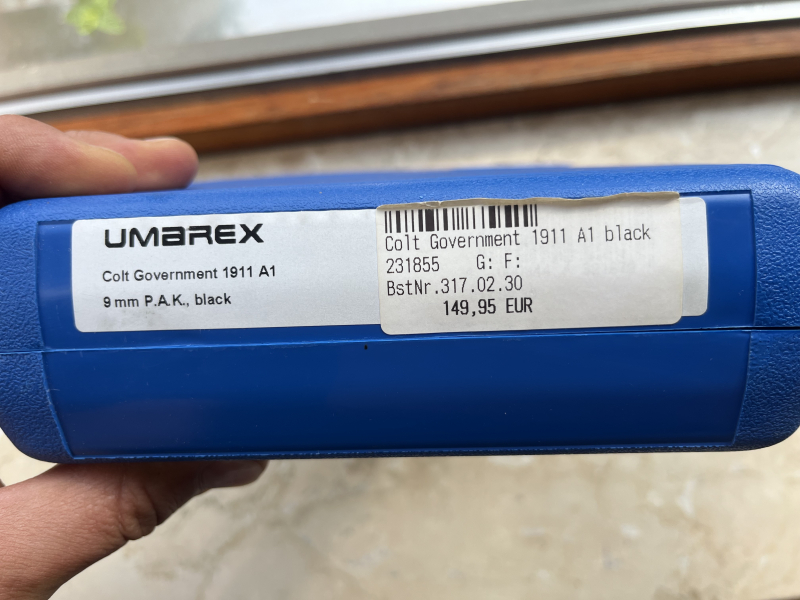 UMAREX
Colt Government 1911 A1
9 mm P.A.K., black
Colt Government 1911 A1 black
231855 G: F:
BstNr.317.02.30
149,95 EUR